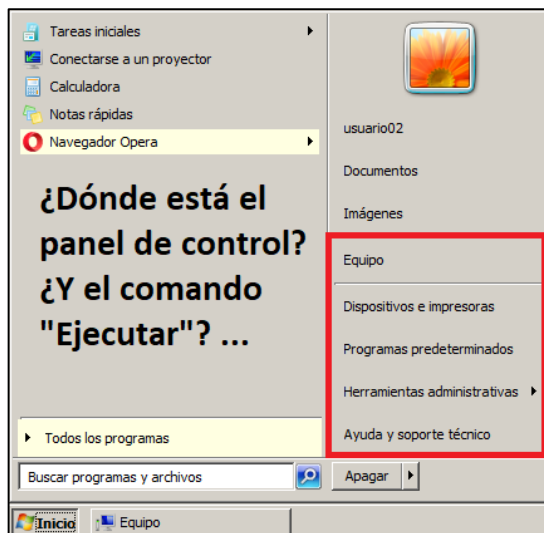 Tareas iniciales
Conectarse a un proyector
Calculadora
Notas rápidas
Navegador Opera
¿Dónde está el
panel de control?
¿Y el comando
"Ejecutar"? ...
Todos los programas
Buscar programas y archivos
usuario02
Documentos
Imágenes
Equipo
Dispositivos e impresoras
Programas predeterminados
Herramientas administrativas
Ayuda y soporte técnico
Apagar
Inicio
Equipo